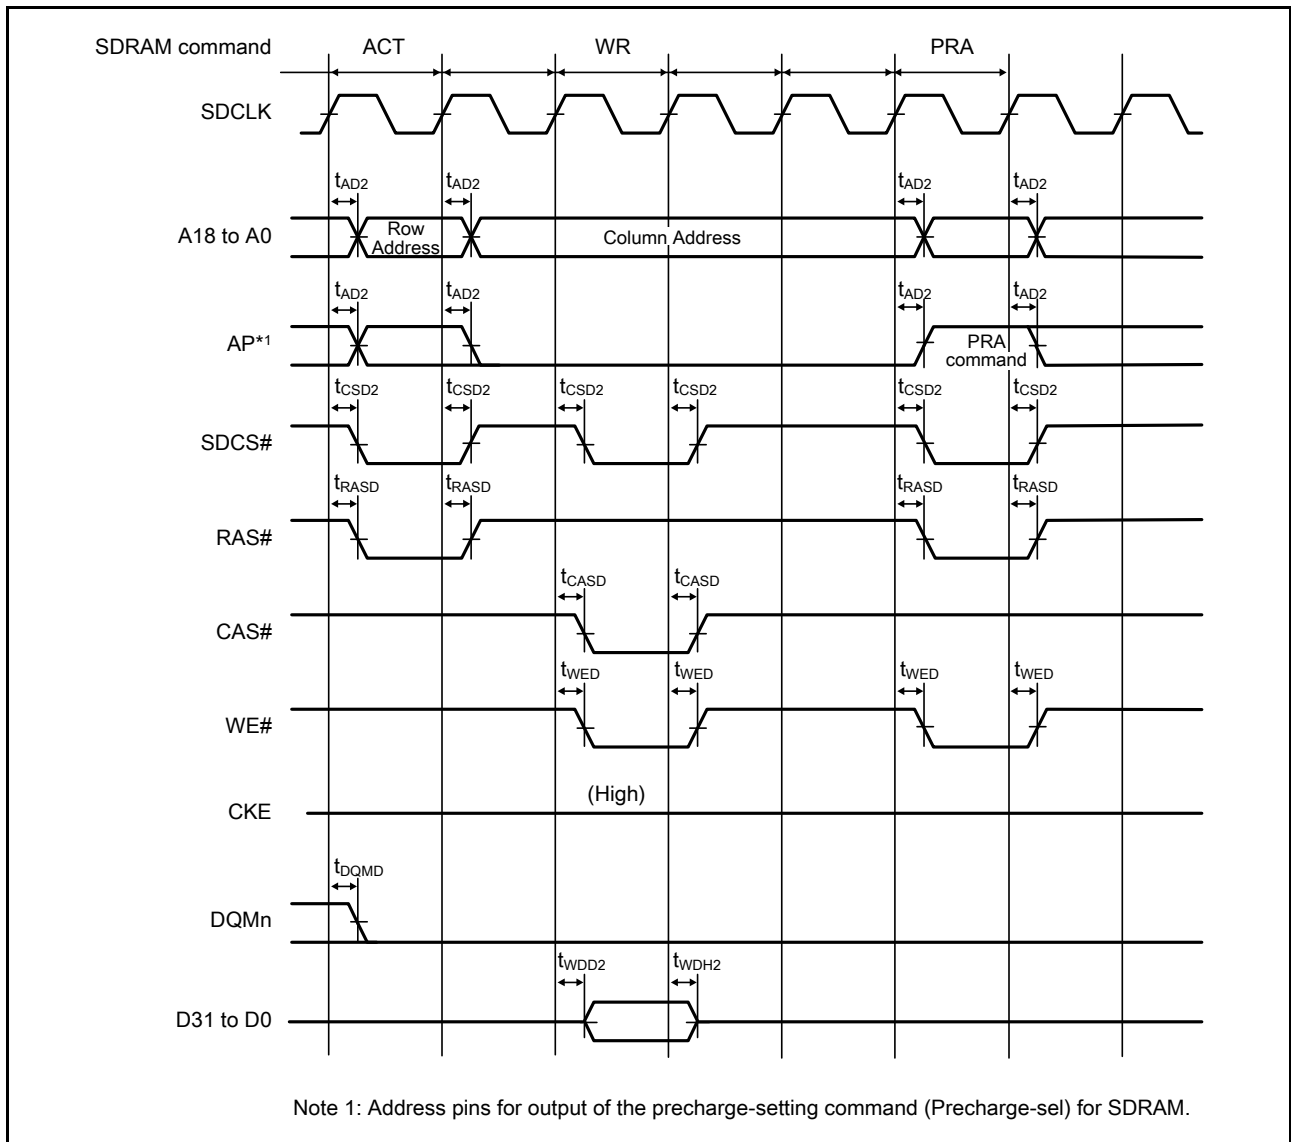 SDRAM command ACT WR PRA
SDCLK
tAD2 tAD2 tAD2 tAD2
A18 to A0 Row Address Column Address
tAD2 tAD2 tAD2 tAD2
AP*1 PRA command
tCSD2 tCSD2 tCSD2 tCSD2 tCSD2 tCSD2
SDCS#
tRASD tRASD tRASD tRASD
RAS#
tCASD tCASD
CAS#
tWED tWED tWED tWED
WE#
(High)
CKE
tDQMD
DQMn
tWDD2 tWDH2
D31 to D0
Note 1: Address pins for output of the precharge-setting command (Precharge-sel) for SDRAM.